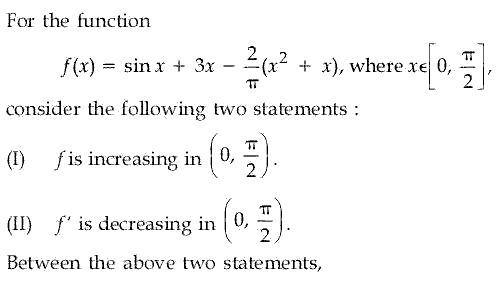 For the function
f(x) = sin x + 3x − 2/π (x² + x), where xϵ[0, π/2],
consider the following two statements :
(I) f is increasing in (0, π/2).
(II) f′ is decreasing in (0, π/2).
Between the above two statements,